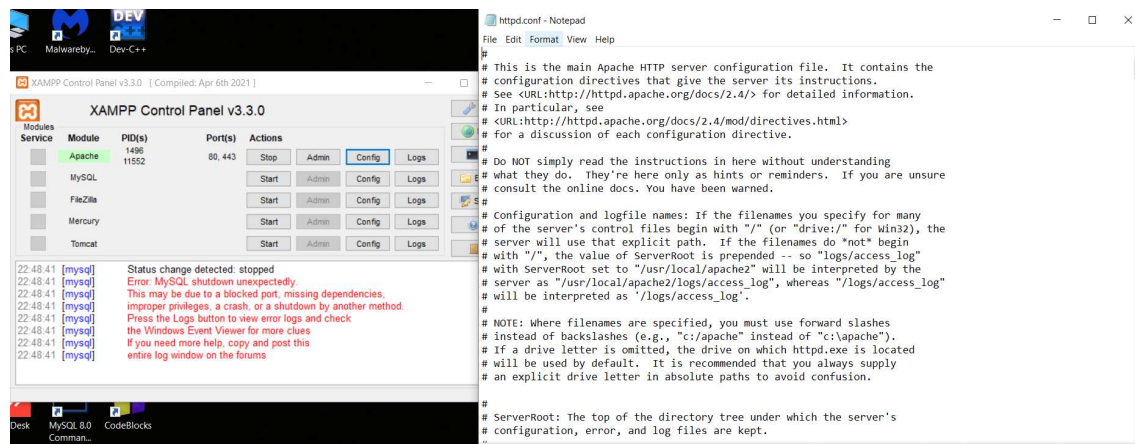 DEV
s PC
Malwareby...
Dev-C++
XAMPP Control Panel v3.3.0 [ Compiled: Apr 6th 2021 ]
XAMPP Control Panel v3.3.0
Modules
Service Module PID(s) Port(s) Actions
Apache 1496 11552 80, 443 Stop Admin Config Logs
MySQL Start Admin Config Logs
FileZilla Start Admin Config Logs
Mercury Start Admin Config Logs
Tomcat Start Admin Config Logs
22:48:41 [mysql] Status change detected: stopped
22:48:41 [mysql] Error: MySQL shutdown unexpectedly.
22:48:41 [mysql] This may be due to a blocked port, missing dependencies,
22:48:41 [mysql] improper privileges, a crash, or a shutdown by another method.
22:48:41 [mysql] Press the Logs button to view error logs and check
22:48:41 [mysql] the Windows Event Viewer for more clues
22:48:41 [mysql] If you need more help, copy and post this
22:48:41 [mysql] entire log window on the forums
Desk
MySQL 8.0
Comman...
CodeBlocks
httpd.conf - Notepad
File Edit Format View Help
#
# This is the main Apache HTTP server configuration file. It contains the
# configuration directives that give the server its instructions.
# See <URL:http://httpd.apache.org/docs/2.4/> for detailed information.
# In particular, see
# <URL:http://httpd.apache.org/docs/2.4/mod/directives.html>
# for a discussion of each configuration directive.
#
# Do NOT simply read the instructions in here without understanding
# what they do. They're here only as hints or reminders. If you are unsure
# consult the online docs. You have been warned.
#
# Configuration and logfile names: If the filenames you specify for many
# of the server's control files begin with "/" (or "drive:/" for Win32), the
# server will use that explicit path. If the filenames do *not* begin
# with "/", the value of ServerRoot is prepended -- so "logs/access_log"
# with ServerRoot set to "/usr/local/apache2" will be interpreted by the
# server as "/usr/local/apache2/logs/access_log", whereas "/logs/access_log"
# will be interpreted as '/logs/access_log'.
#
# NOTE: Where filenames are specified, you must use forward slashes
# instead of backslashes (e.g., "c:/apache" instead of "c:\apache").
# If a drive letter is omitted, the drive on which httpd.exe is located
# will be used by default. It is recommended that you always supply
# an explicit drive letter in absolute paths to avoid confusion.
#
# ServerRoot: The top of the directory tree under which the server's
# configuration, error, and log files are kept.